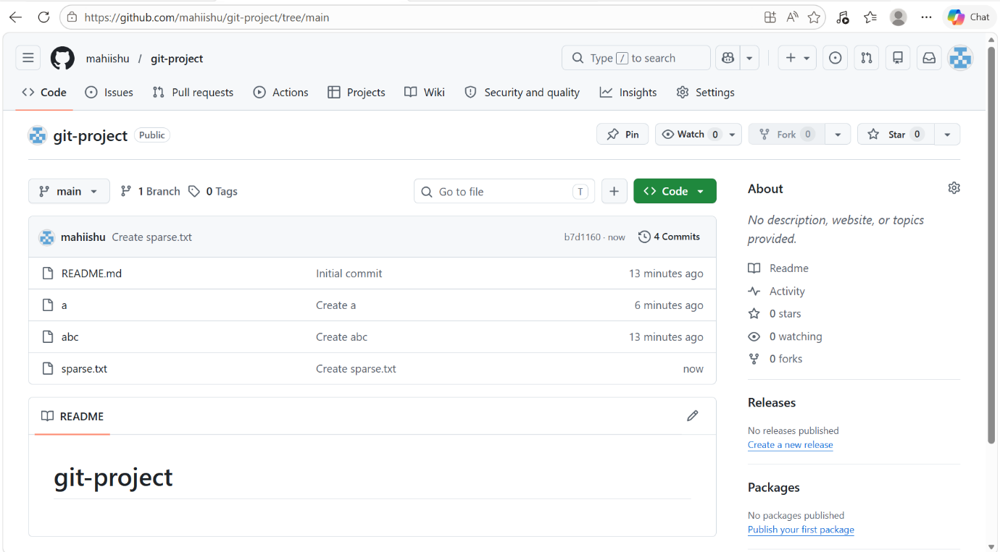 https://github.com/mahiishu/git-project/tree/main
Chat
mahiishu / git-project
Type / to search
Code Issues Pull requests Actions Projects Wiki Security and quality Insights Settings
git-project Public
Pin Watch 0 Fork 0 Star 0
main 1 Branch 0 Tags
Go to file T
Code
mahiishu Create sparse.txt b7d1160 · now 4 Commits
README.md Initial commit 13 minutes ago
a Create a 6 minutes ago
abc Create abc 13 minutes ago
sparse.txt Create sparse.txt now
README
git-project
About
No description, website, or topics
provided.
Readme
Activity
0 stars
0 watching
0 forks
Releases
No releases published
Create a new release
Packages
No packages published
Publish your first package